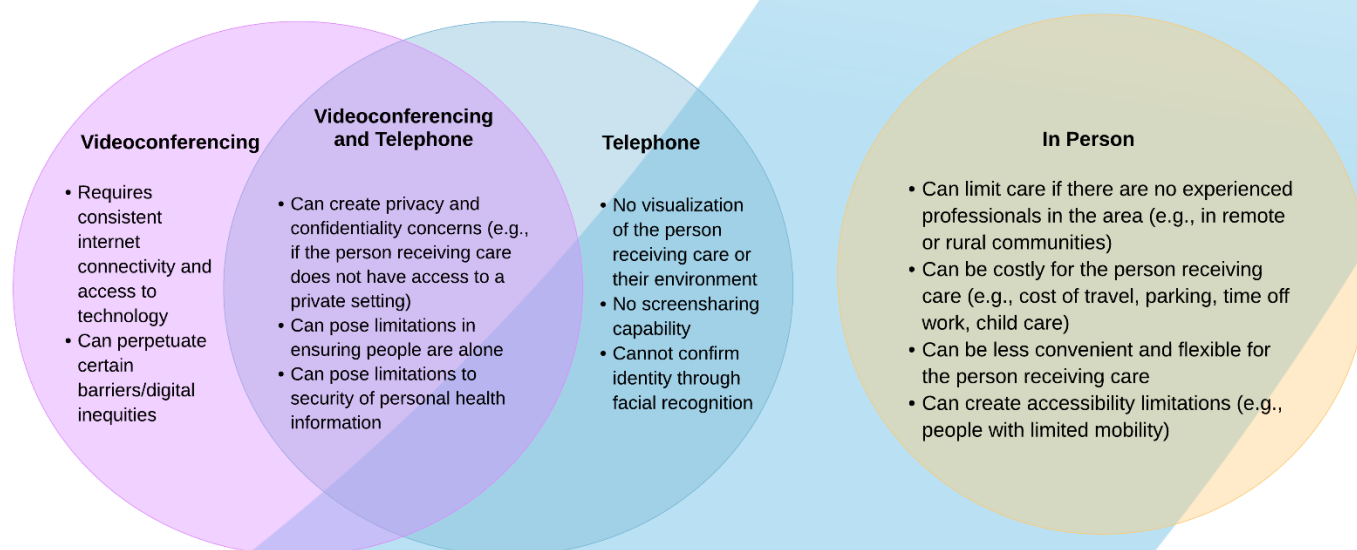 Videoconferencing
• Requires
consistent
internet
connectivity and
access to
technology
• Can perpetuate
certain
barriers/digital
inequities
Videoconferencing
and Telephone
• Can create privacy and
confidentiality concerns (e.g.,
if the person receiving care
does not have access to a
private setting)
• Can pose limitations in
ensuring people are alone
• Can pose limitations to
security of personal health
information
Telephone
• No visualization
of the person
receiving care or
their environment
• No screensharing
capability
• Cannot confirm
identity through
facial recognition
In Person
• Can limit care if there are no experienced
professionals in the area (e.g., in remote
or rural communities)
• Can be costly for the person receiving
care (e.g., cost of travel, parking, time off
work, child care)
• Can be less convenient and flexible for
the person receiving care
• Can create accessibility limitations (e.g.,
people with limited mobility)